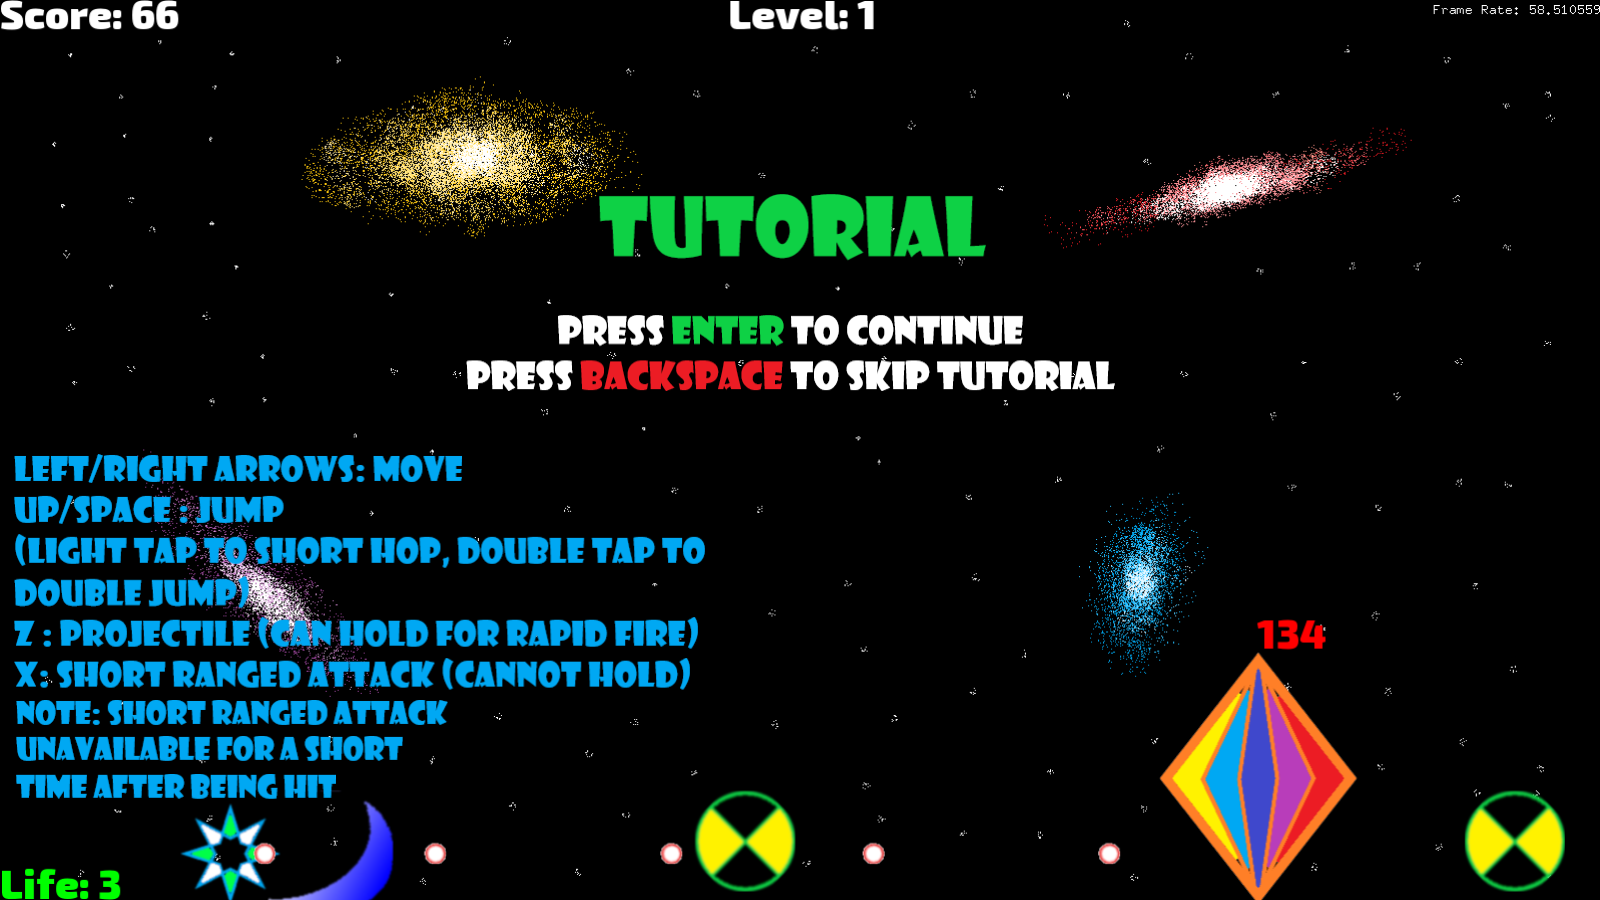 Score: 66
Level: 1
Frame Rate: 58.510559
TUTORIAL
PRESS ENTER TO CONTINUE
PRESS BACKSPACE TO SKIP TUTORIAL
LEFT/RIGHT ARROWS: MOVE
UP/SPACE : JUMP
(LIGHT TAP TO SHORT HOP, DOUBLE TAP TO
DOUBLE JUMP)
Z : PROJECTILE (CAN HOLD FOR RAPID FIRE)
X: SHORT RANGED ATTACK (CANNOT HOLD)
NOTE: SHORT RANGED ATTACK
UNAVAILABLE FOR A SHORT
TIME AFTER BEING HIT
134
Life: 3